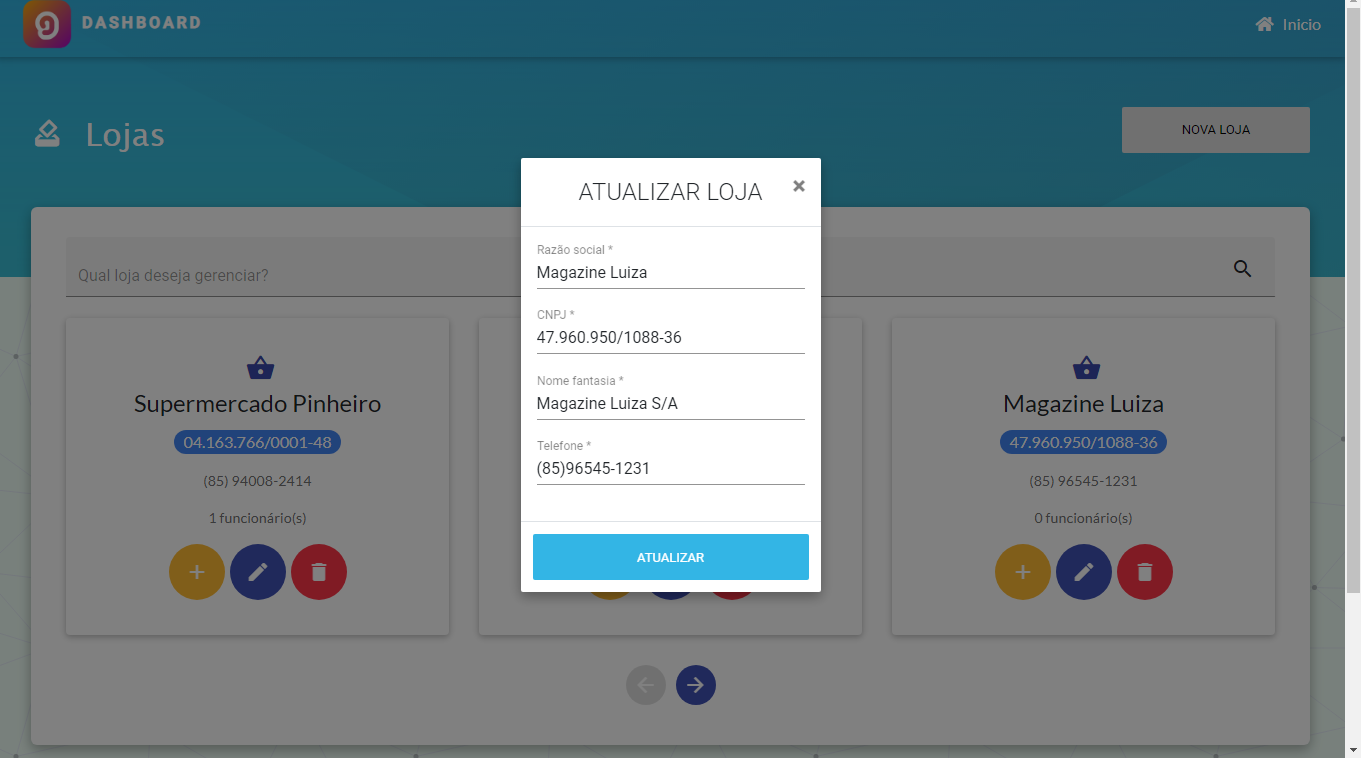 DASHBOARD
Inicio
Lojas
NOVA LOJA
ATUALIZAR LOJA
×
Qual loja deseja gerenciar?
Razão social *
Magazine Luiza
CNPJ *
47.960.950/1088-36
Nome fantasia *
Magazine Luiza S/A
Telefone *
(85)96545-1231
ATUALIZAR
Supermercado Pinheiro
04.163.766/0001-48
(85) 94008-2414
1 funcionário(s)
Magazine Luiza
47.960.950/1088-36
(85) 96545-1231
0 funcionário(s)